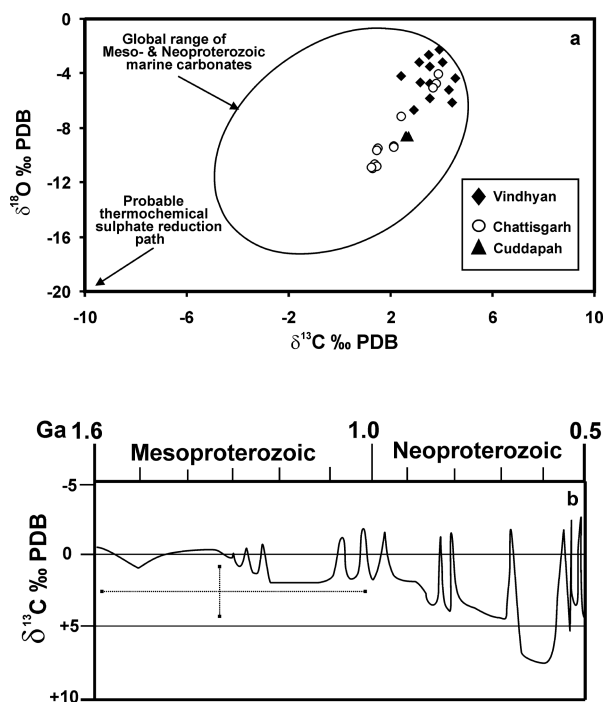 a
Global range of
Meso- & Neoproterozoic
marine carbonates
Probable
thermochemical
sulphate reduction
path
Vindhyan
Chattisgarh
Cuddapah
0
-4
-8
-12
-16
-20
δ18O ‰ PDB
-10 -6 -2 2 6 10
δ13C ‰ PDB
Ga 1.6 1.0 0.5
Mesoproterozoic Neoproterozoic
b
-5
0
+5
+10
δ13C ‰ PDB